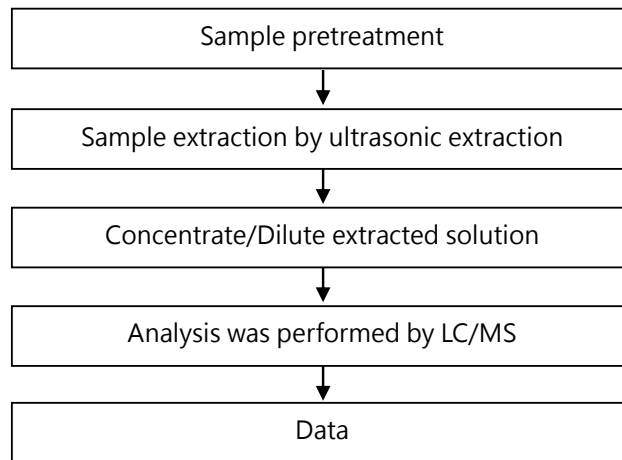 Sample pretreatment
Sample extraction by ultrasonic extraction
Concentrate/Dilute extracted solution
Analysis was performed by LC/MS
Data